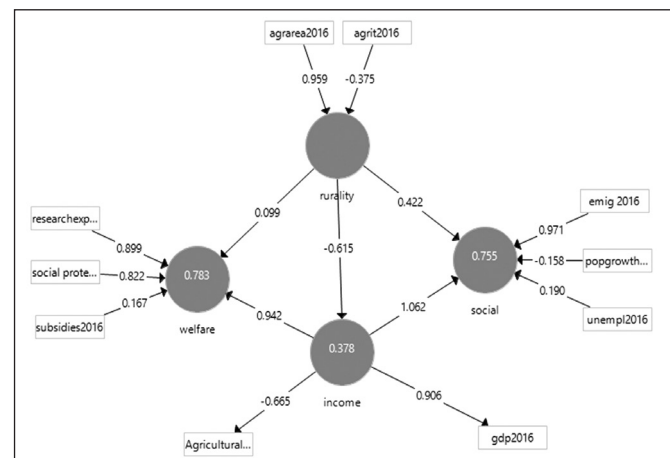 agrarea2016 agrit2016
0.959 -0.375
rurality
researchexp...
0.099
0.422
emig 2016
0.899
-0.615
0.971
social prote...
0.822
0.783
0.755
-0.158
popgrowth...
0.167
0.190
subsidies2016
welfare
0.942
1.062
social
unempl2016
0.378
-0.665
income
0.906
Agricultural...
gdp2016